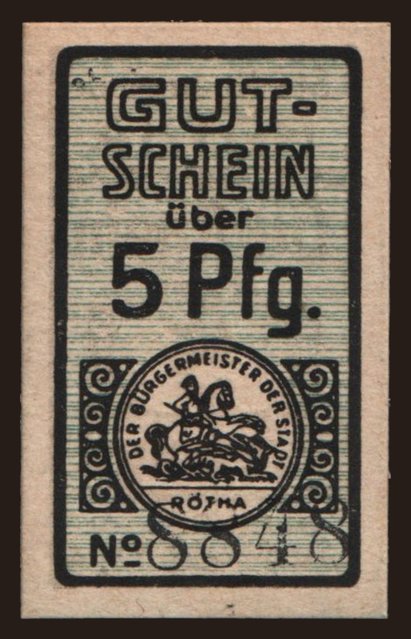 GUT-
SCHEIN
über
5 Pfg.
DER BÜRGERMEISTER DER STADT
RÖTHA
No 8848